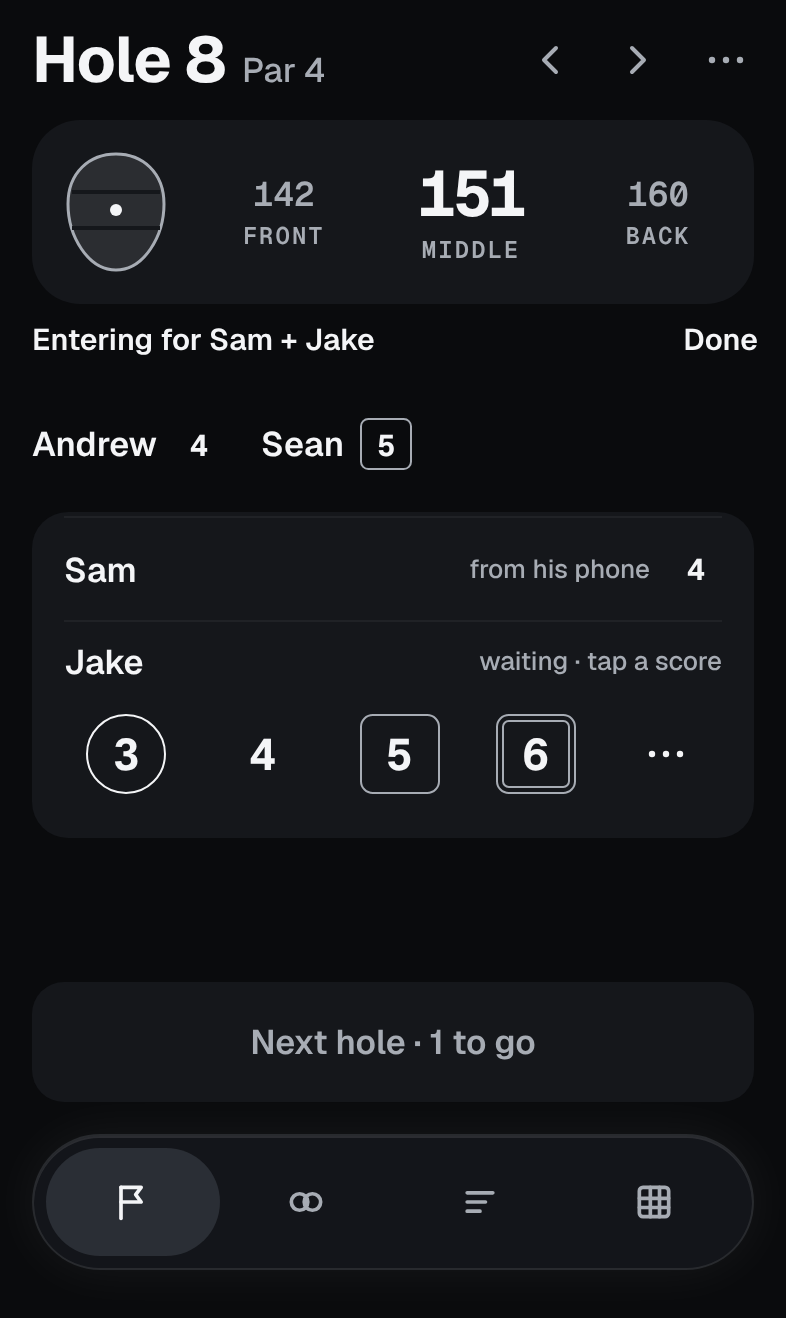 Hole 8 Par 4
142 151 160
FRONT MIDDLE BACK
Entering for Sam + Jake Done
Andrew 4 Sean 5
Sam from his phone 4
Jake waiting · tap a score
3 4 5 6 ...
Next hole · 1 to go